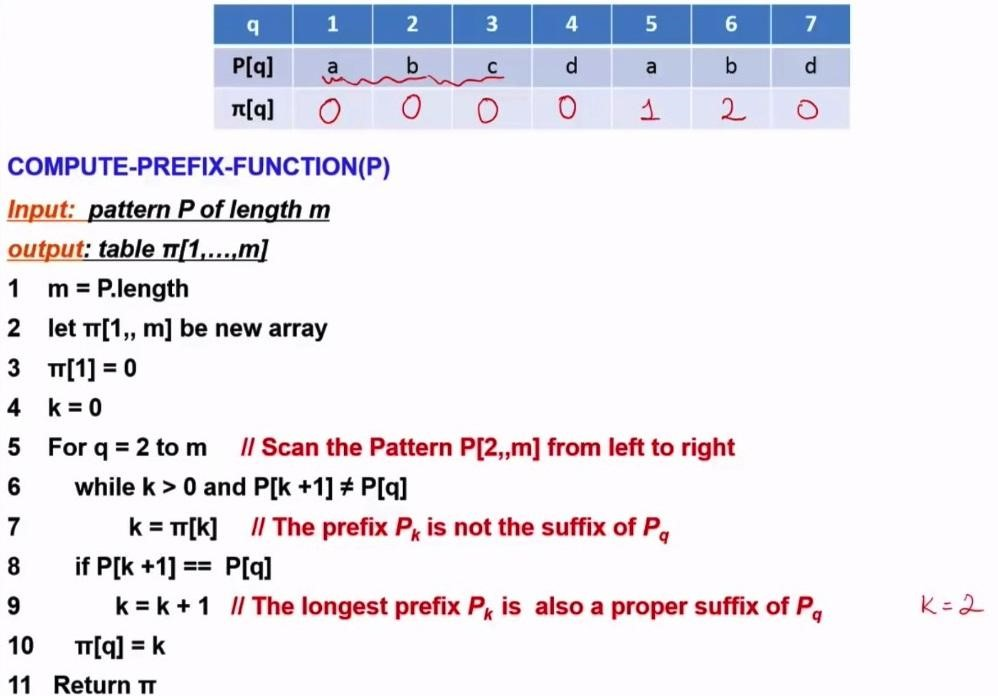 q 1 2 3 4 5 6 7
P[q] a b c d a b d
π[q] 0 0 0 0 1 2 0
COMPUTE-PREFIX-FUNCTION(P)
Input: pattern P of length m
output: table π[1,...,m]
1 m = P.length
2 let π[1,, m] be new array
3 π[1] = 0
4 k = 0
5 For q = 2 to m // Scan the Pattern P[2,,m] from left to right
6 while k > 0 and P[k +1] ≠ P[q]
7 k = π[k] // The prefix Pk is not the suffix of Pq
8 if P[k +1] == P[q]
9 k = k + 1 // The longest prefix Pk is also a proper suffix of Pq K=2
10 π[q] = k
11 Return π